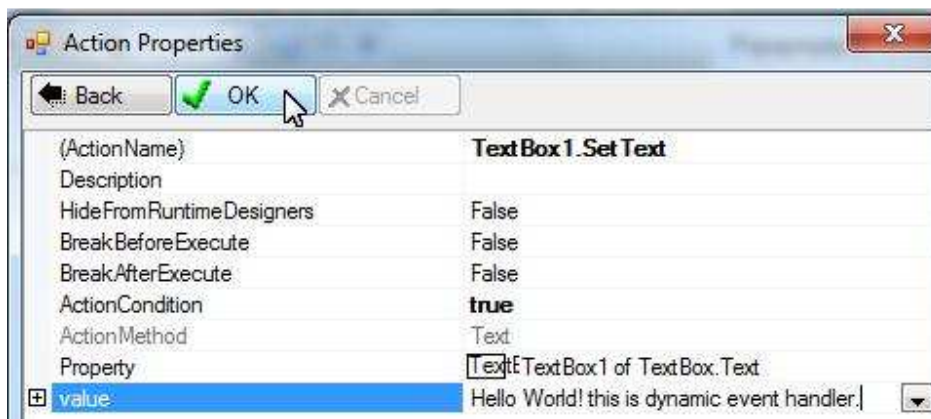 Action Properties
Back OK Cancel
(ActionName) TextBox1.SetText
Description
HideFromRuntimeDesigners False
BreakBeforeExecute False
BreakAfterExecute False
ActionCondition true
ActionMethod Text
Property TextBox1 of TextBox.Text
value Hello World! this is dynamic event handler.